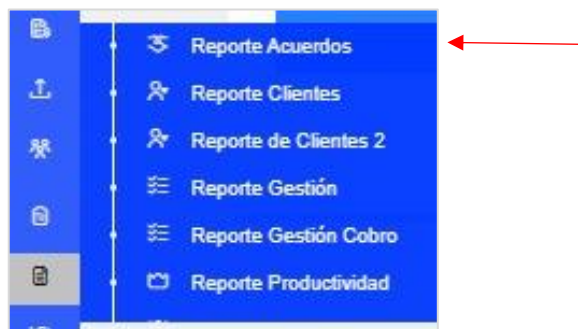 Reporte Acuerdos
Reporte Clientes
Reporte de Clientes 2
Reporte Gestión
Reporte Gestión Cobro
Reporte Productividad